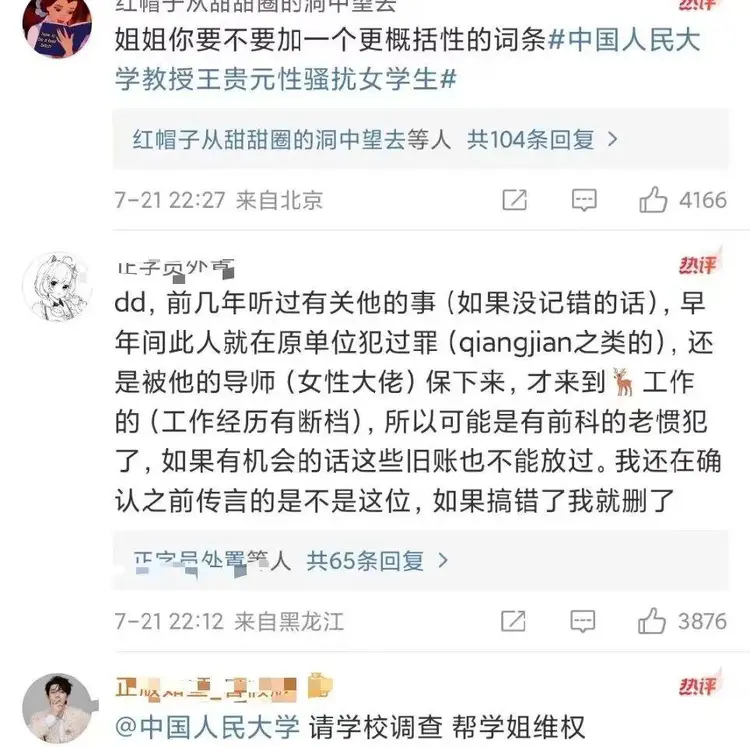 红帽子从甜甜圈的洞中望去
热评
姐姐你要不要加一个更概括性的词条#中国人民大
学教授王贵元性骚扰女学生#
红帽子从甜甜圈的洞中望去等人 共104条回复 >
7-21 22:27 来自北京 4166
热评
dd，前几年听过有关他的事（如果没记错的话），早
年间此人就在原单位犯过罪（qiangjian之类的），还
是被他的导师（女性大佬）保下来，才来到🦌工作
的（工作经历有断档），所以可能是有前科的老惯犯
了，如果有机会的话这些旧账也不能放过。我还在确
认之前传言的是不是这位，如果搞错了我就删了
正字员外置等人 共65条回复 >
7-21 22:12 来自黑龙江 3876
热评
@中国人民大学 请学校调查 帮学姐维权